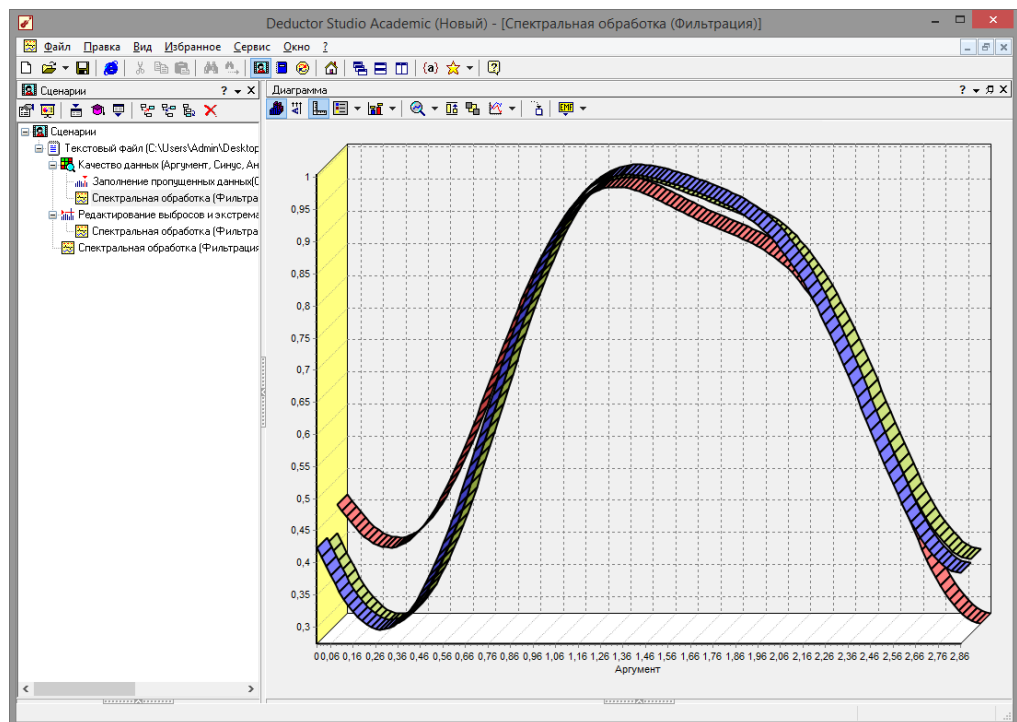 Deductor Studio Academic (Новый) - [Спектральная обработка (Фильтрация)]
Файл Правка Вид Избранное Сервис Окно ?
{a}
Сценарии ? X
Диаграмма ? X
EMF
Сценарии
Текстовый файл (C:\Users\Admin\Desktop
Качество данных (Аргумент, Синус, Ан
Заполнение пропущенных данных(С
Спектральная обработка (Фильтра
Редактирование выбросов и экстрема
Спектральная обработка (Фильтра
Спектральная обработка (Фильтрация
1
0,95
0,9
0,85
0,8
0,75
0,7
0,65
0,6
0,55
0,5
0,45
0,4
0,35
0,3
0 0,06 0,16 0,26 0,36 0,46 0,56 0,66 0,76 0,86 0,96 1,06 1,16 1,26 1,36 1,46 1,56 1,66 1,76 1,86 1,96 2,06 2,16 2,26 2,36 2,46 2,56 2,66 2,76 2,86
Аргумент